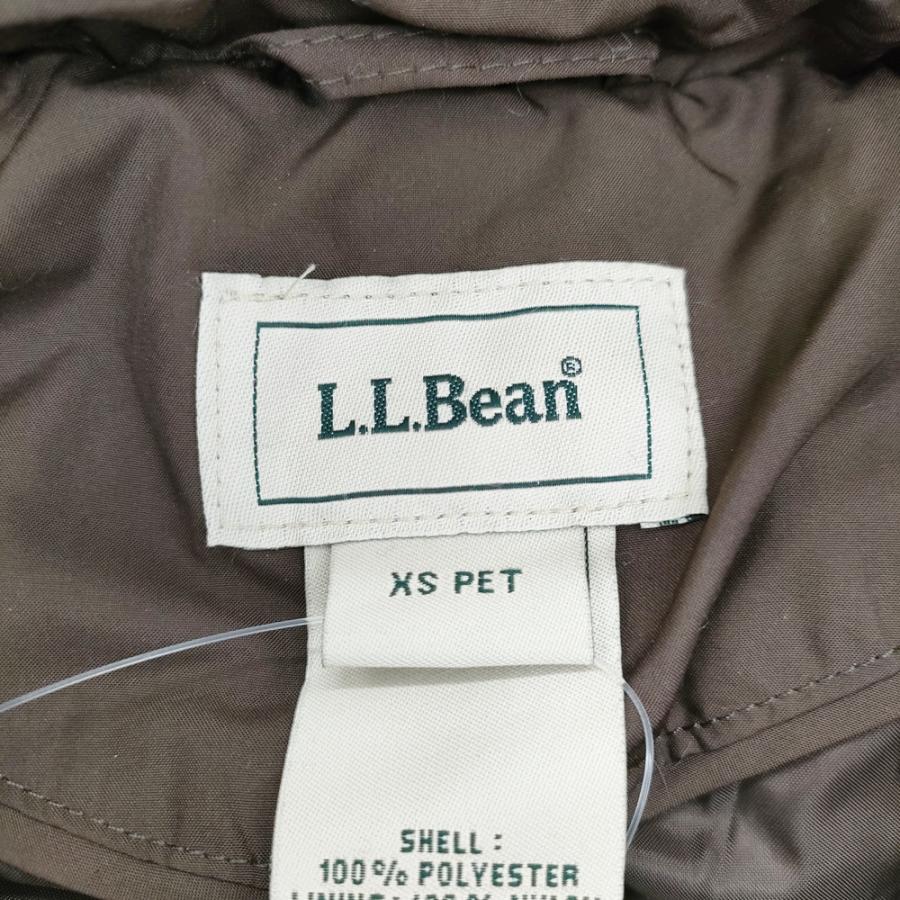 L.L.Bean®
XS PET
SHELL:
100% POLYESTER